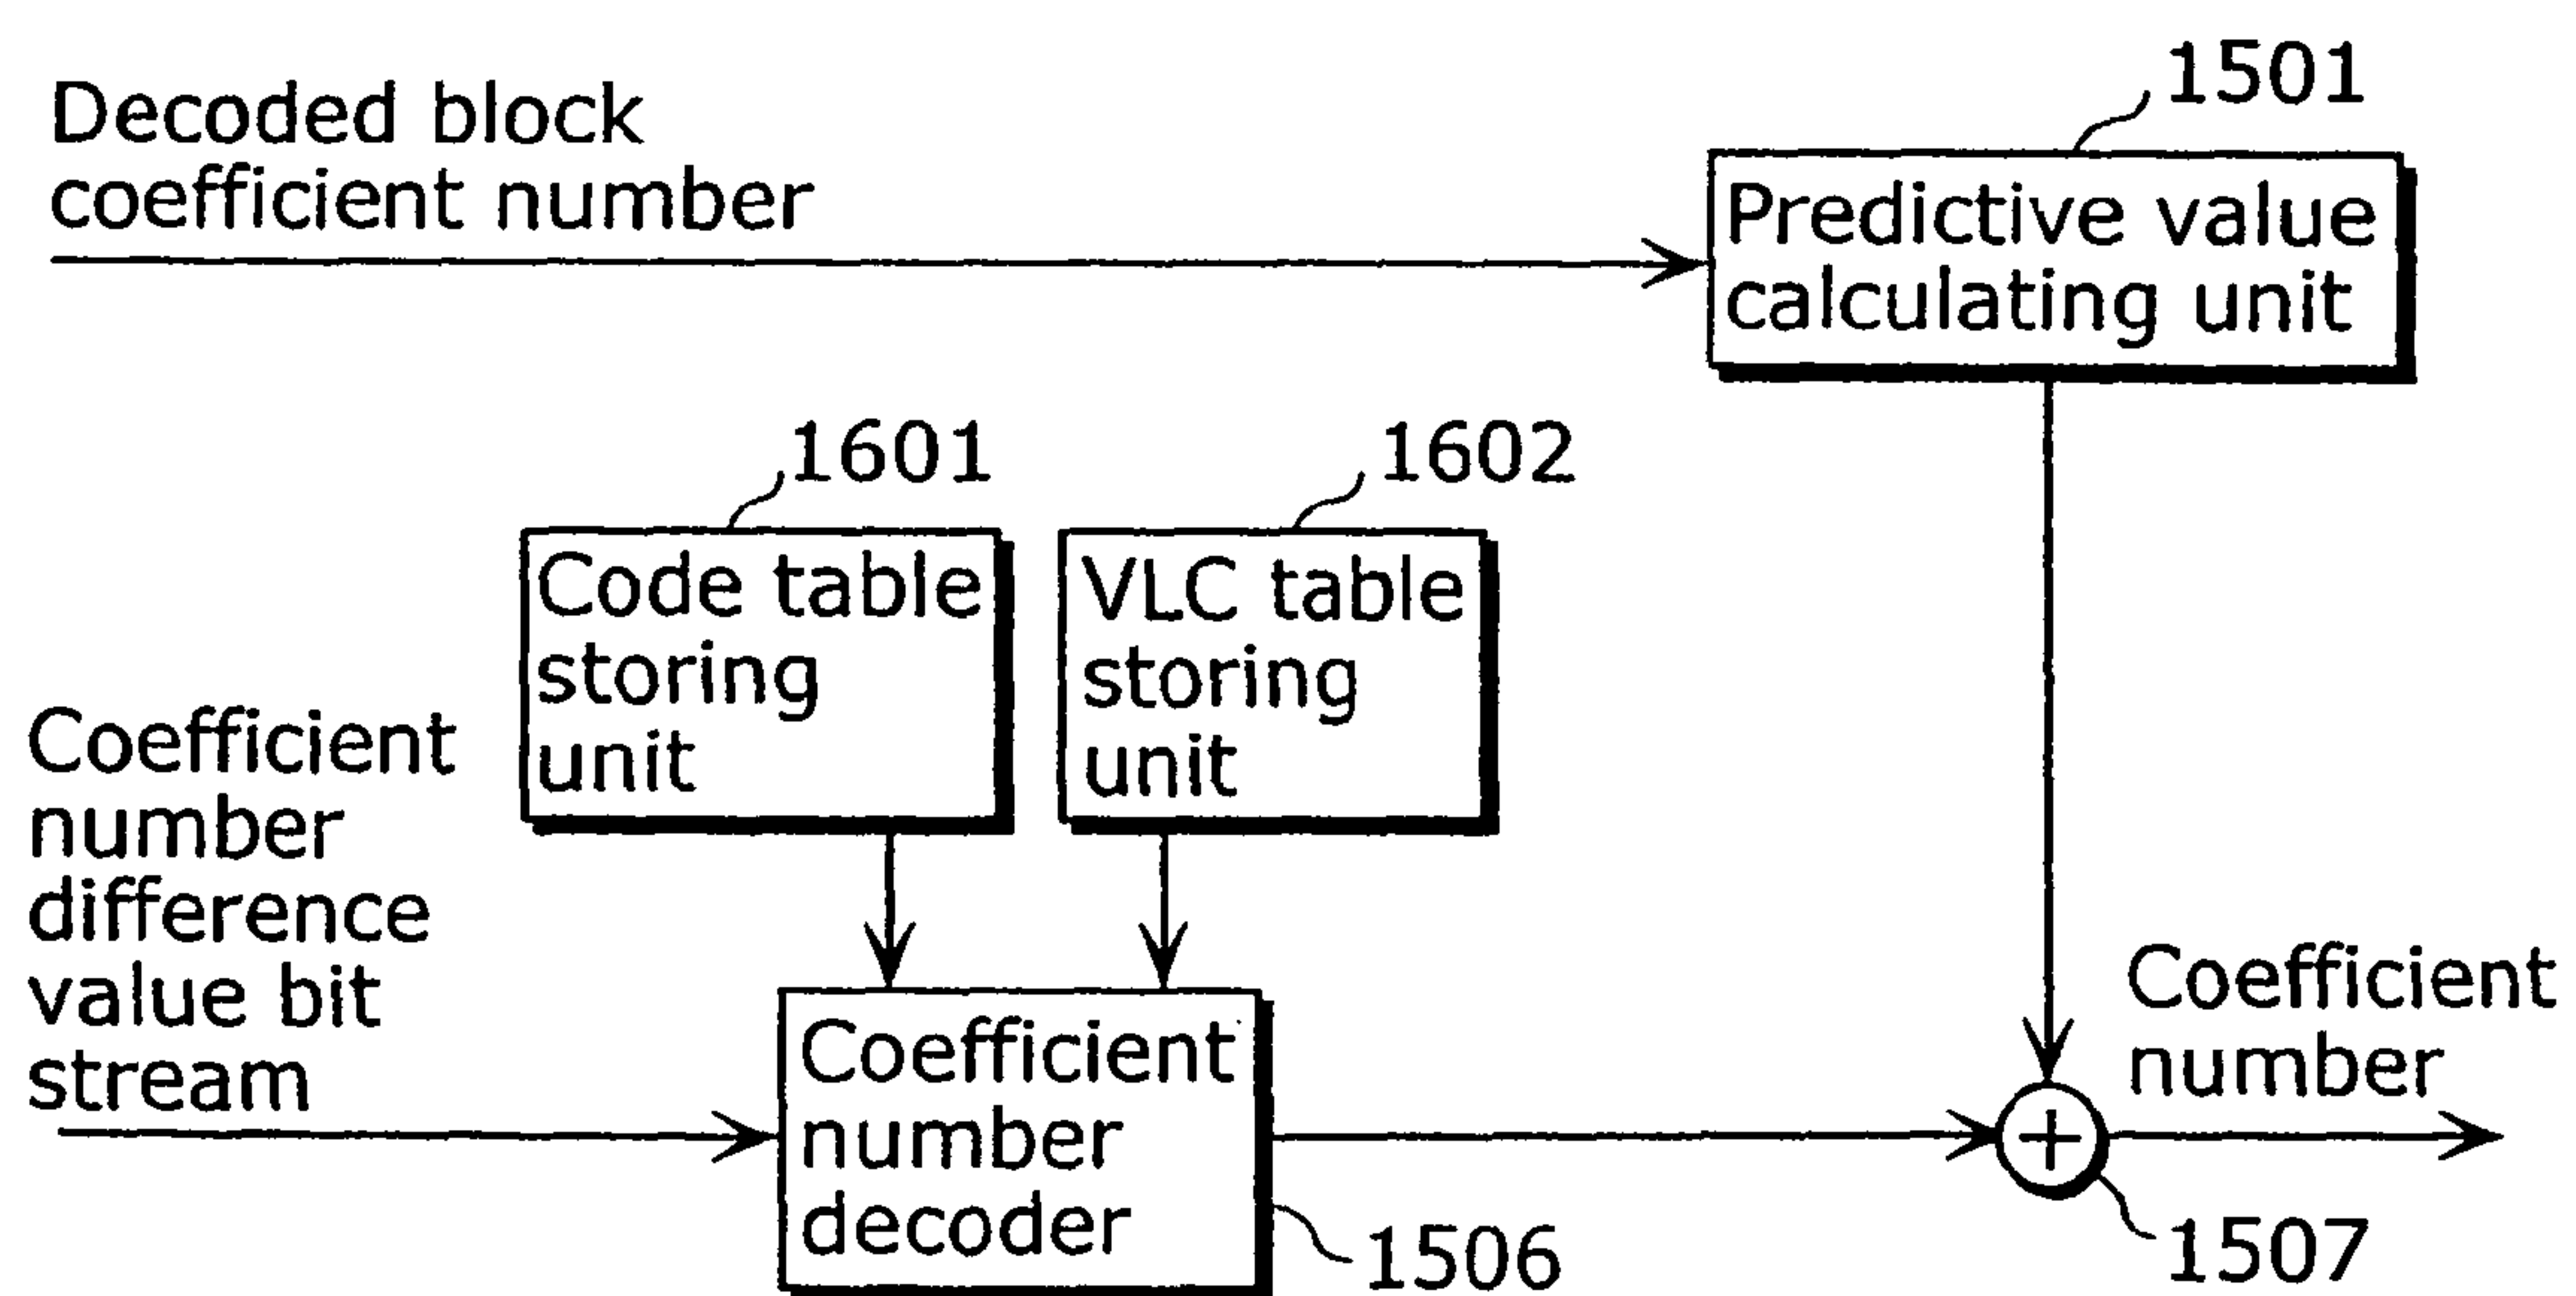 Decoded block
coefficient number
1501
Predictive value
calculating unit
1601
1602
Code table
storing
unit
VLC table
storing
unit
Coefficient
number
difference
value bit
stream
Coefficient
number
decoder
1506
+
Coefficient
number
1507